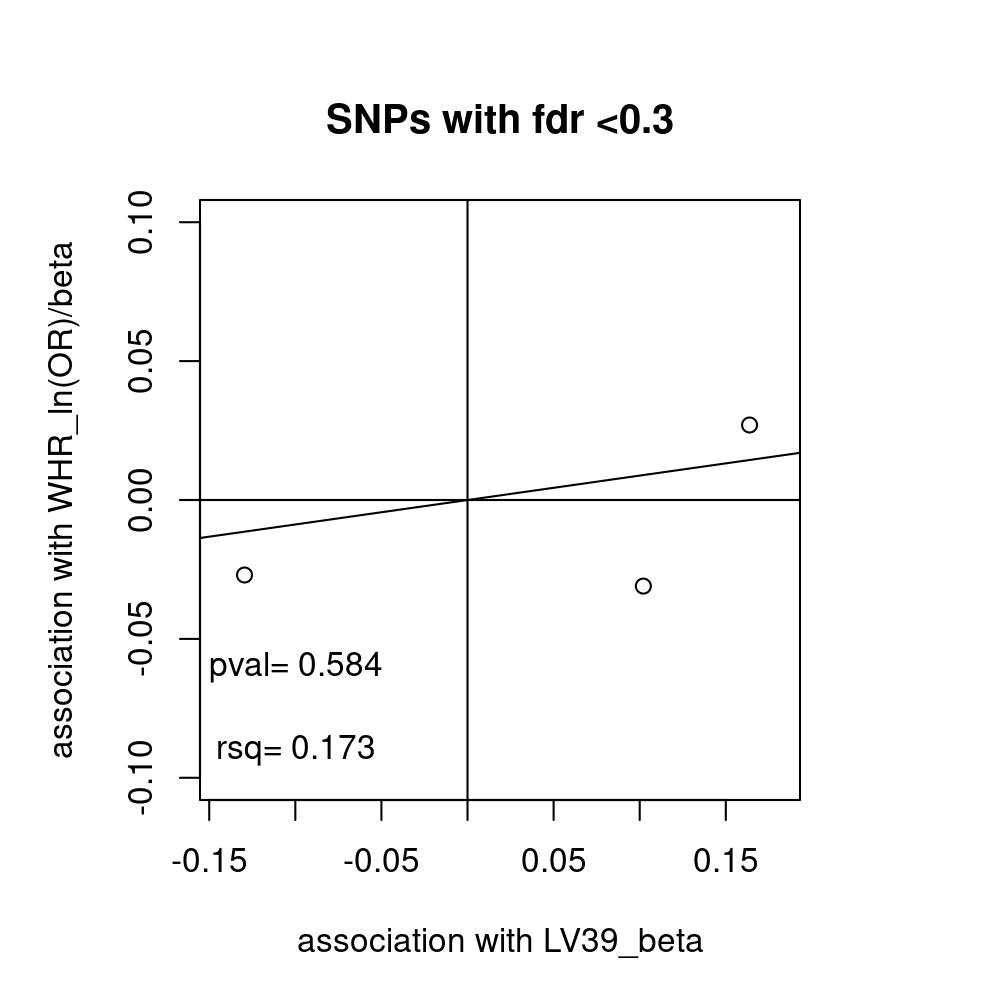 SNPs with fdr <0.3
association with WHR_ln(OR)/beta
0.10
0.05
0.00
-0.05
-0.10
pval= 0.584
rsq= 0.173
-0.15
-0.05
0.05
0.15
association with LV39_beta